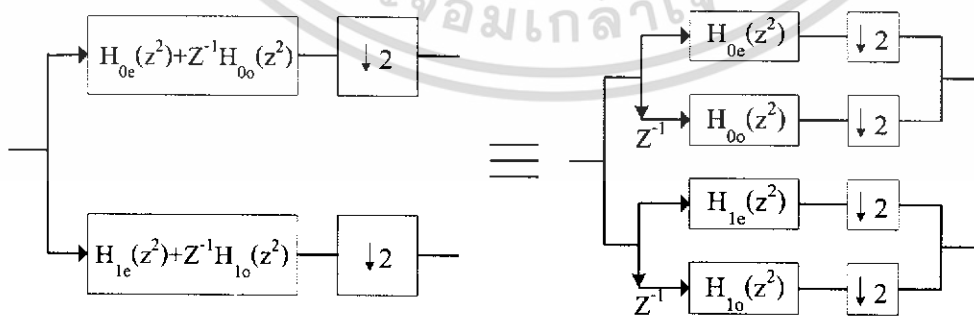 H₀ₑ(z²)+Z⁻¹H₀ₒ(z²)
↓2
H₁ₑ(z²)+Z⁻¹H₁ₒ(z²)
↓2
≡
H₀ₑ(z²)
↓2
Z⁻¹
H₀ₒ(z²)
↓2
H₁ₑ(z²)
↓2
Z⁻¹
H₁ₒ(z²)
↓2